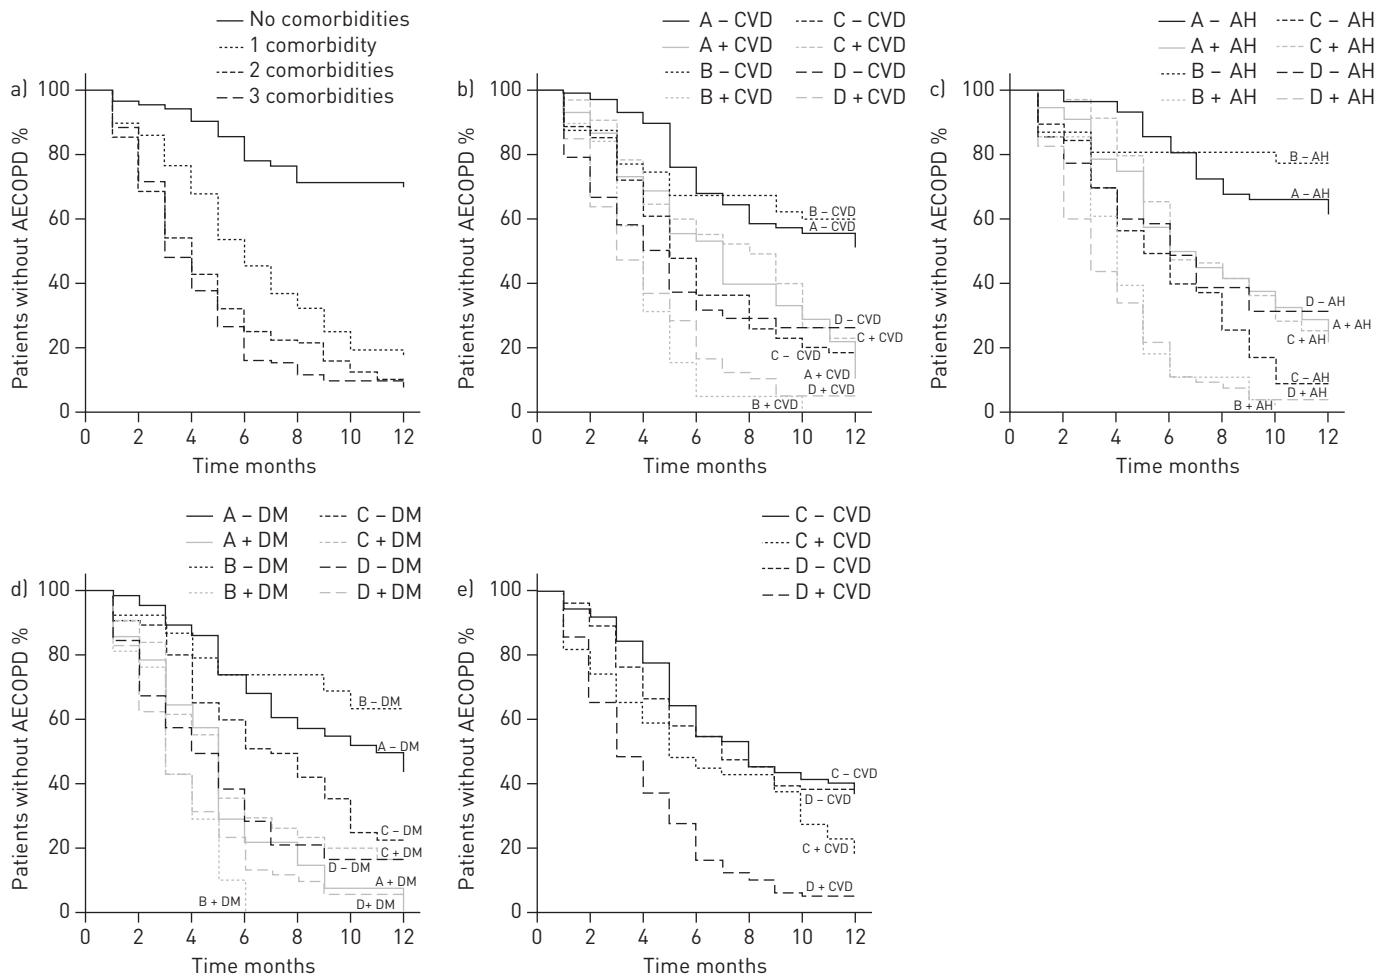 No comorbidities
1 comorbidity
2 comorbidities
3 comorbidities
a)
Patients without AECOPD %
100
80
60
40
20
0
0 2 4 6 8 10 12
Time months
A – CVD C – CVD
A + CVD C + CVD
B – CVD D – CVD
B + CVD D + CVD
b)
Patients without AECOPD %
100
80
60
40
20
0
B – CVD
A – CVD
D – CVD
C + CVD
C – CVD
A + CVD
D + CVD
B + CVD
0 2 4 6 8 10 12
Time months
A – AH C – AH
A + AH C + AH
B – AH D – AH
B + AH D + AH
c)
Patients without AECOPD %
100
80
60
40
20
0
B – AH
A – AH
D – AH
A + AH
C + AH
C – AH
D + AH
B + AH
0 2 4 6 8 10 12
Time months
A – DM C – DM
A + DM C + DM
B – DM D – DM
B + DM D + DM
d)
Patients without AECOPD %
100
80
60
40
20
0
B – DM
A – DM
C – DM
C + DM
D – DM
A + DM
B + DM
D+ DM
0 2 4 6 8 10 12
Time months
C – CVD
C + CVD
D – CVD
D + CVD
e)
Patients without AECOPD %
100
80
60
40
20
0
C – CVD
D – CVD
C + CVD
D + CVD
0 2 4 6 8 10 12
Time months